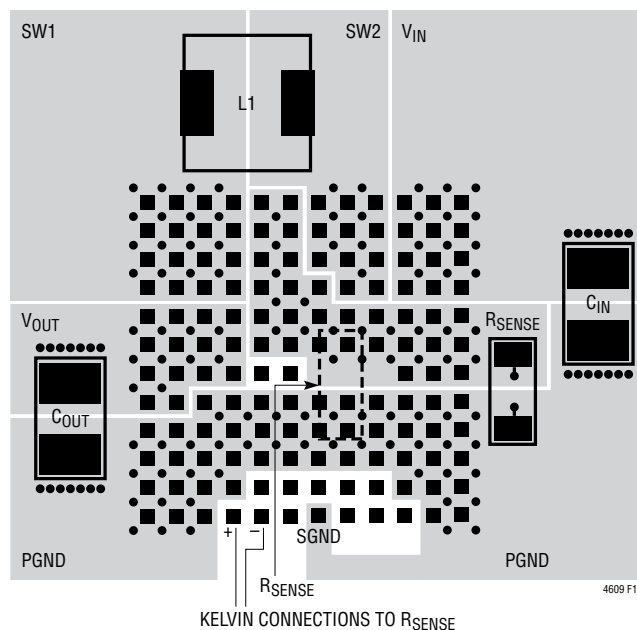 SW1
SW2
VIN
L1
CIN
VOUT
RSENSE
COUT
+
–
SGND
PGND
PGND
RSENSE
4609 F1
KELVIN CONNECTIONS TO RSENSE